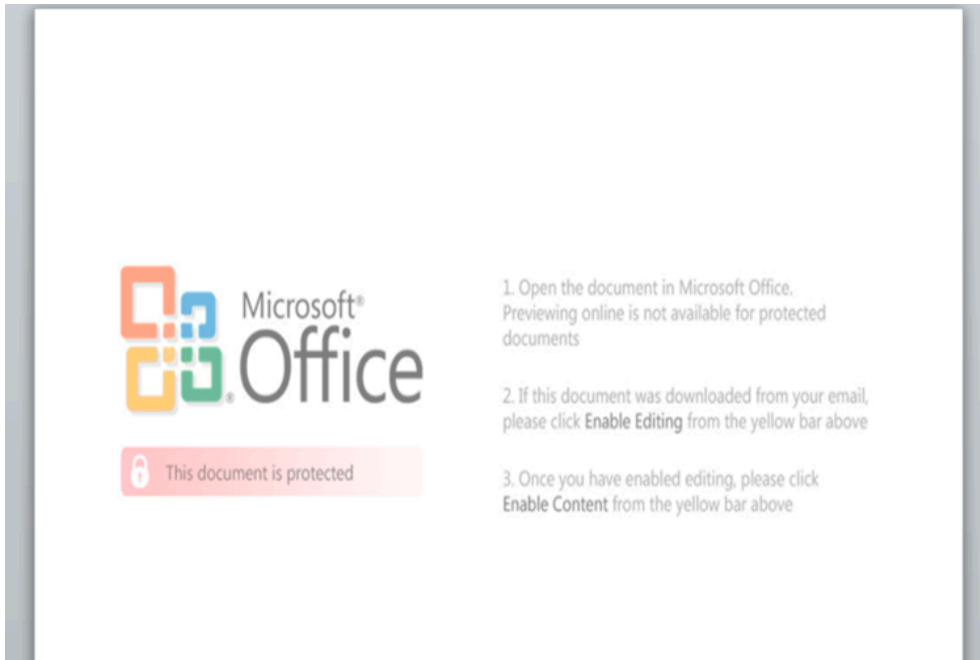 Microsoft®
Office
This document is protected
1. Open the document in Microsoft Office.
Previewing online is not available for protected
documents
2. If this document was downloaded from your email,
please click Enable Editing from the yellow bar above
3. Once you have enabled editing, please click
Enable Content from the yellow bar above